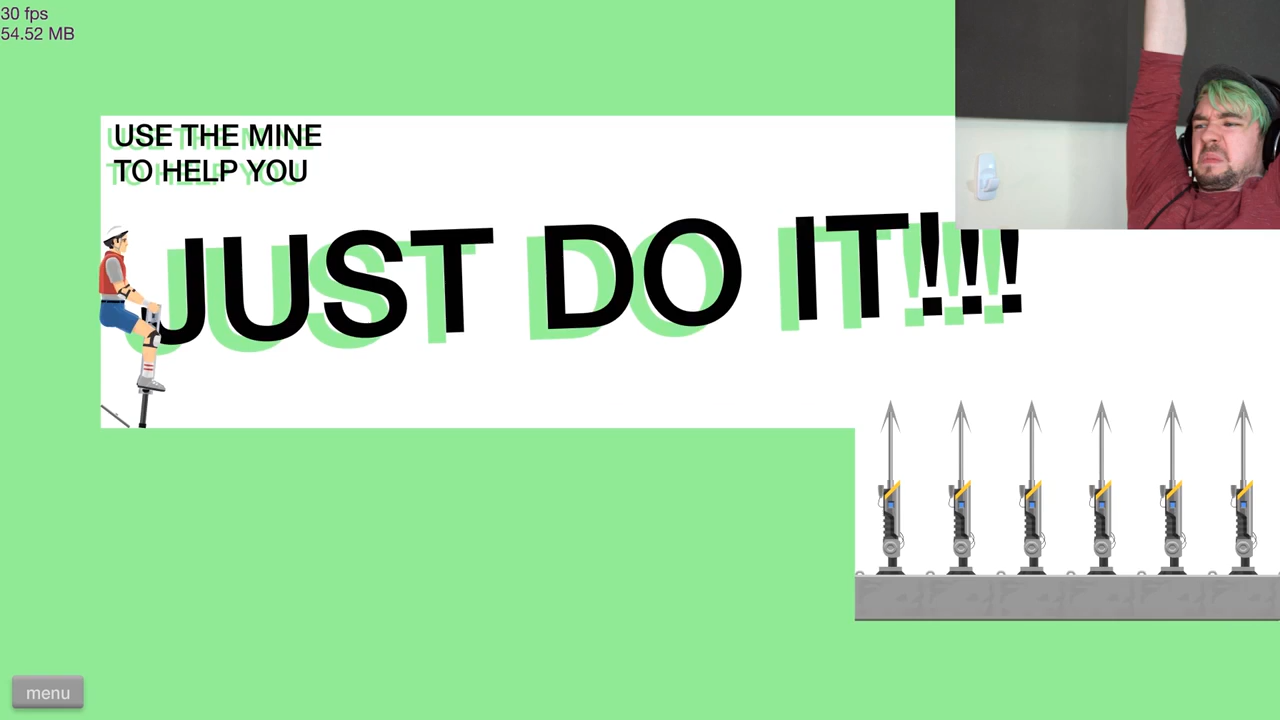 30 fps
54.52 MB
USE THE MINE
TO HELP YOU
JUST DO IT!!!
menu